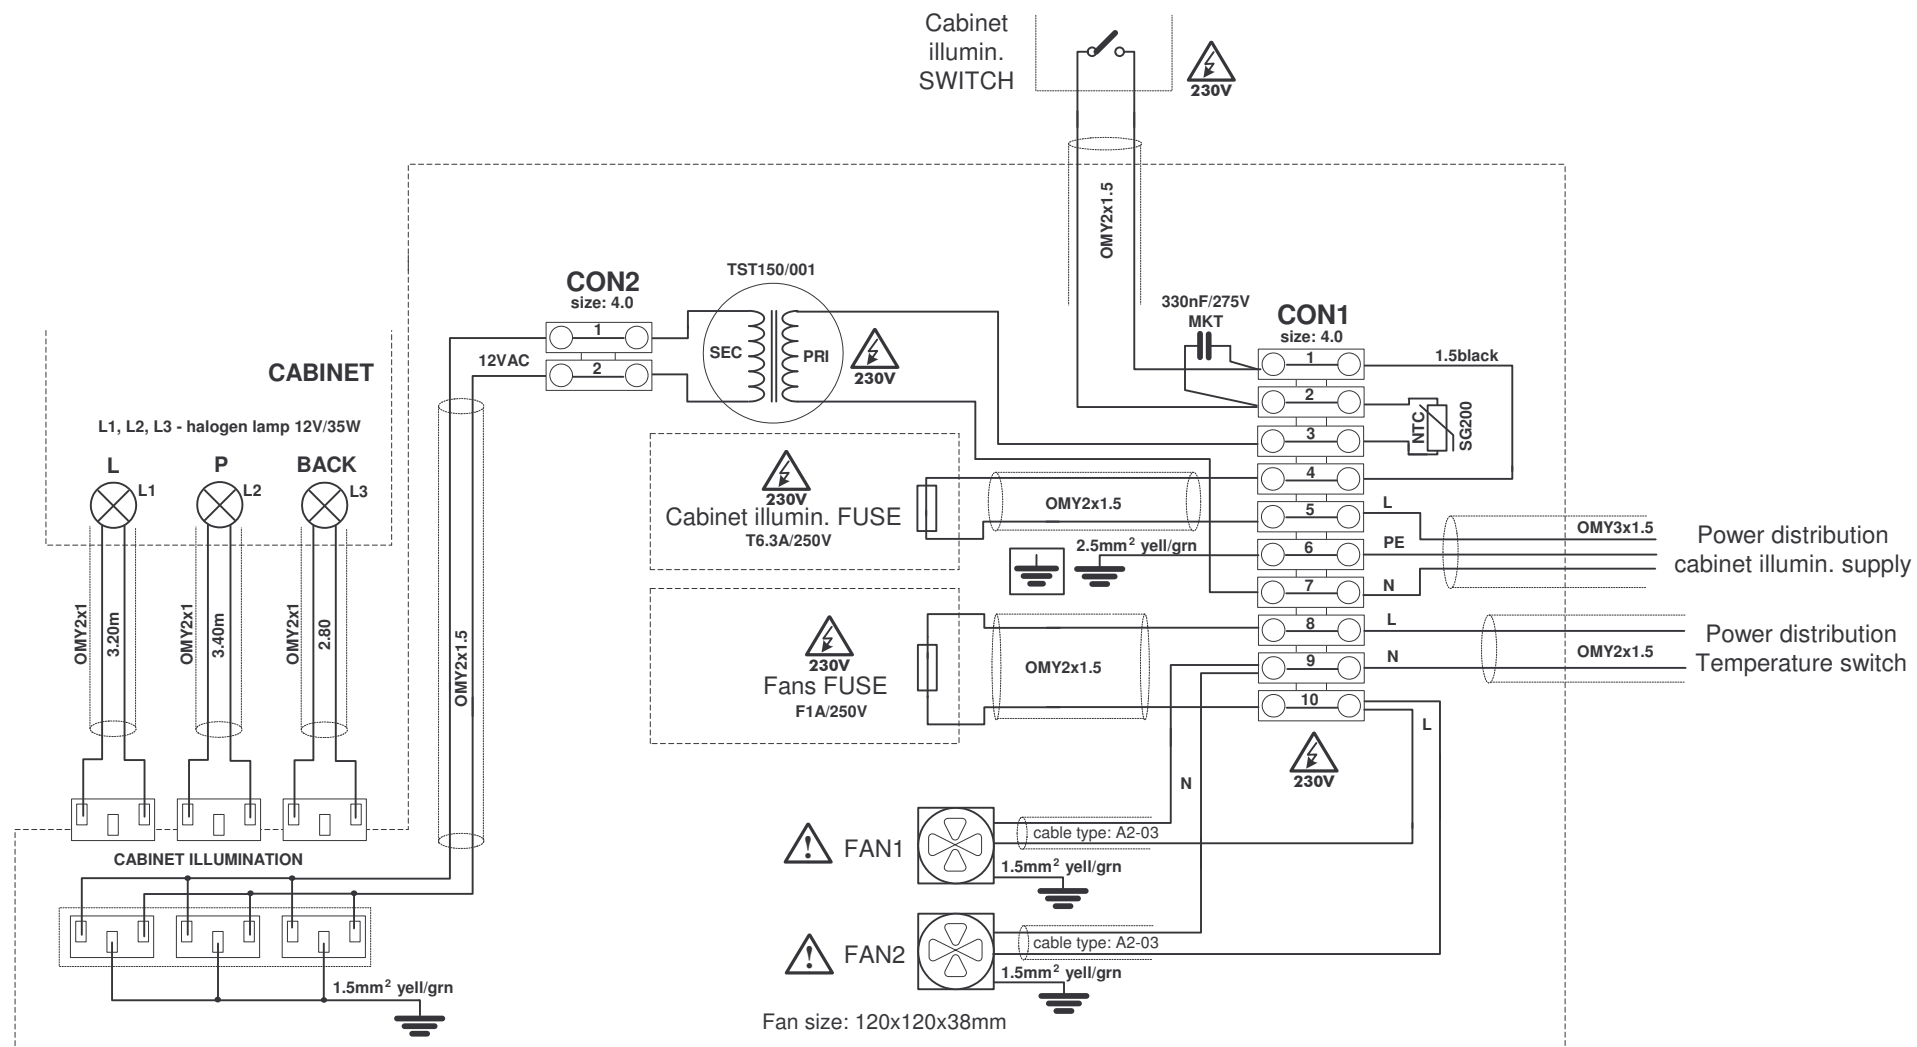 Cabinet
illumin.
SWITCH
230V
OMY2x1.5
TST150/001
CON2
size: 4.0
1
2
12VAC
SEC
PRI
230V
330nF/275V
MKT
CON1
size: 4.0
1
2
3
4
5
6
7
8
9
10
1.5black
NTC
SG200
CABINET
L1, L2, L3 - halogen lamp 12V/35W
L
P
BACK
L1
L2
L3
OMY2x1
3.20m
OMY2x1
3.40m
OMY2x1
2.80
OMY2x1.5
230V
Cabinet illumin. FUSE
T6.3A/250V
OMY2x1.5
2.5mm² yell/grn
L
PE
N
OMY3x1.5
Power distribution
cabinet illumin. supply
230V
Fans FUSE
F1A/250V
OMY2x1.5
L
N
OMY2x1.5
Power distribution
Temperature switch
L
N
230V
FAN1
cable type: A2-03
1.5mm² yell/grn
FAN2
cable type: A2-03
1.5mm² yell/grn
Fan size: 120x120x38mm
CABINET ILLUMINATION
1.5mm² yell/grn